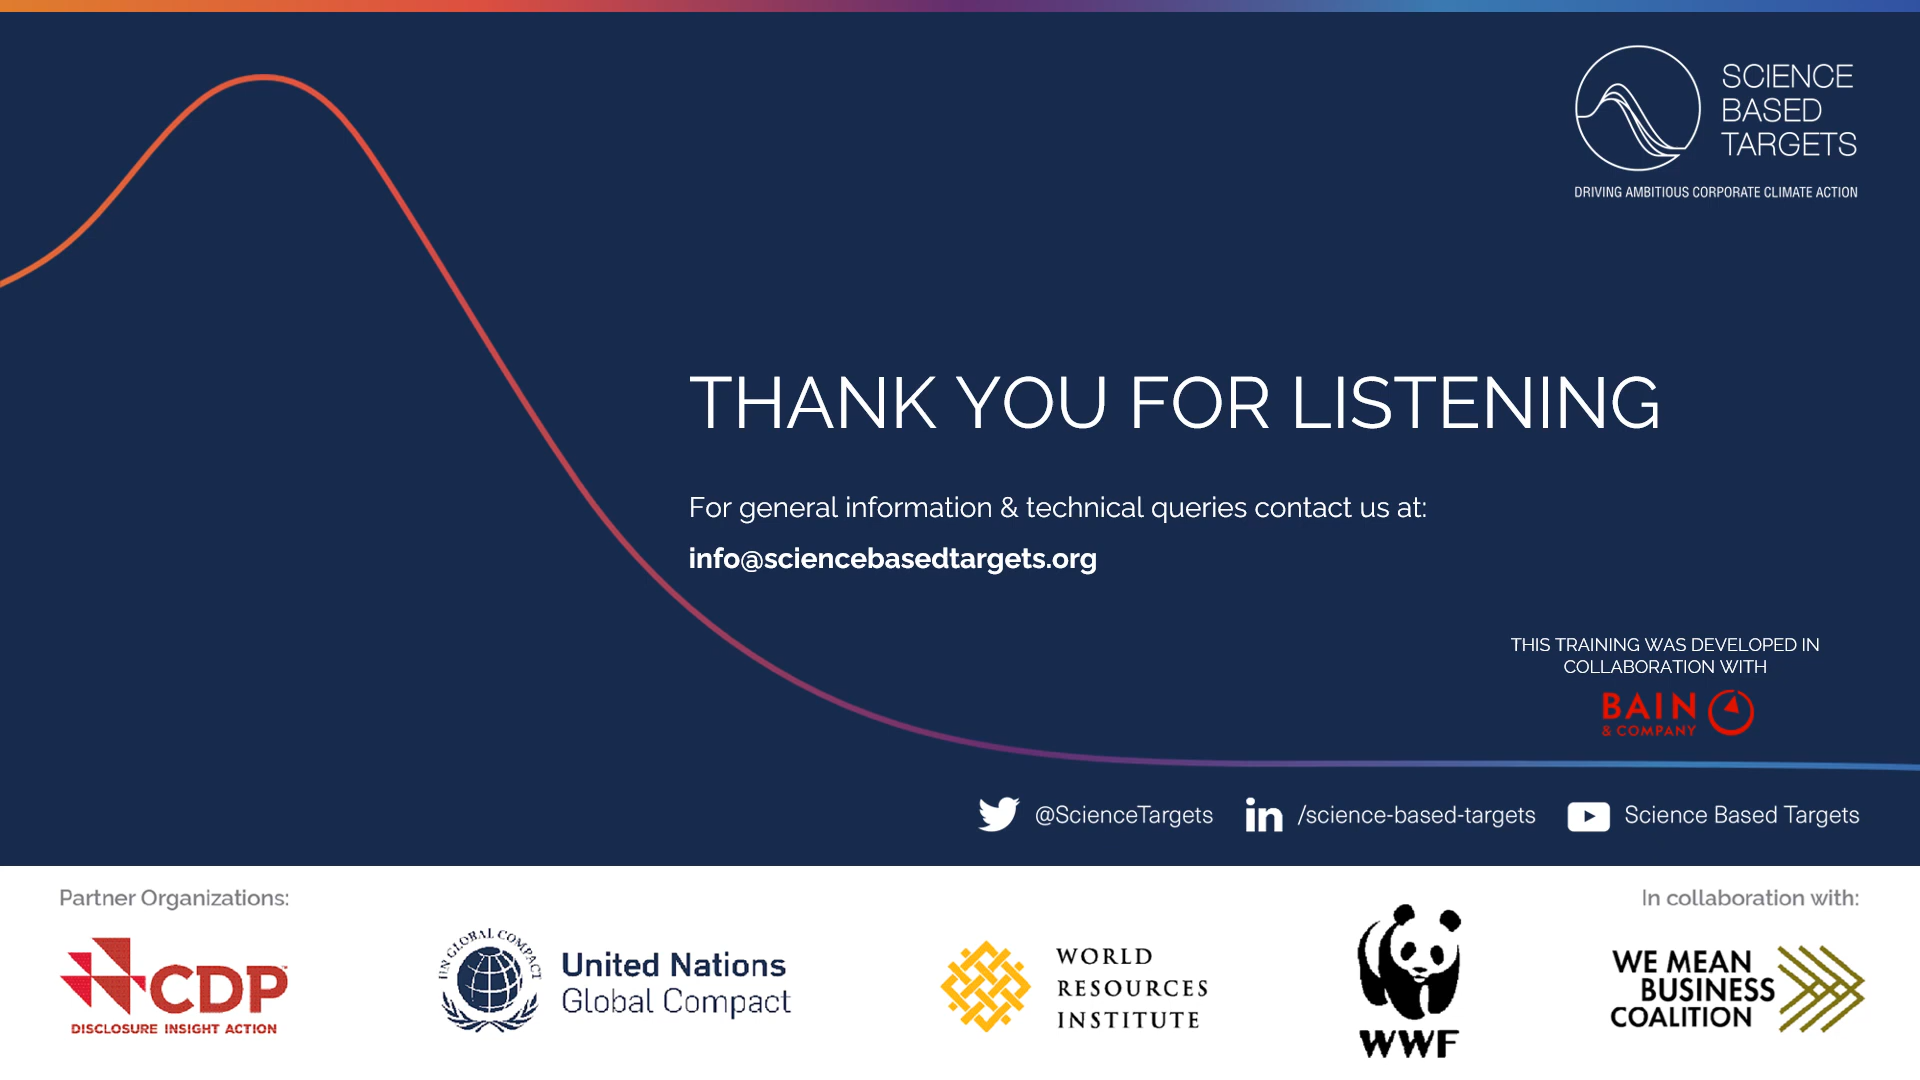 SCIENCE
BASED
TARGETS
DRIVING AMBITIOUS CORPORATE CLIMATE ACTION
THANK YOU FOR LISTENING
For general information & technical queries contact us at:
info@sciencebasedtargets.org
THIS TRAINING WAS DEVELOPED IN
COLLABORATION WITH
BAIN
& COMPANY
@ScienceTargets
/science-based-targets
Science Based Targets
Partner Organizations:
In collaboration with:
CDP
DISCLOSURE INSIGHT ACTION
UN GLOBAL COMPACT
United Nations
Global Compact
WORLD
RESOURCES
INSTITUTE
WWF
WE MEAN
BUSINESS
COALITION